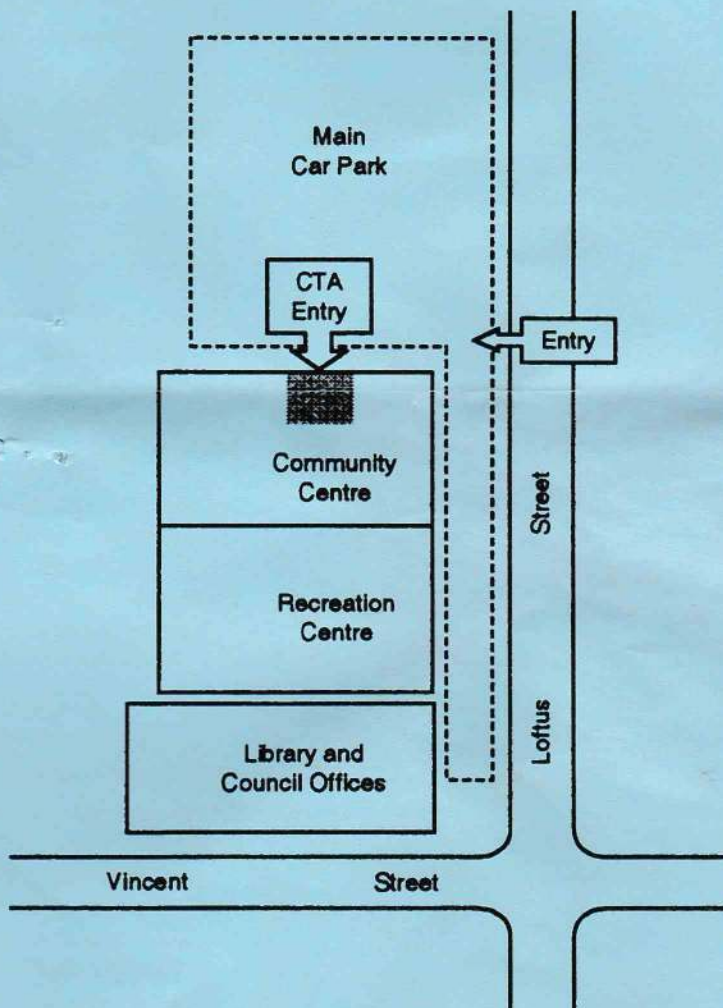 Main
Car Park
CTA
Entry
Entry
Community
Centre
Street
Recreation
Centre
Loftus
Library and
Council Offices
Vincent Street